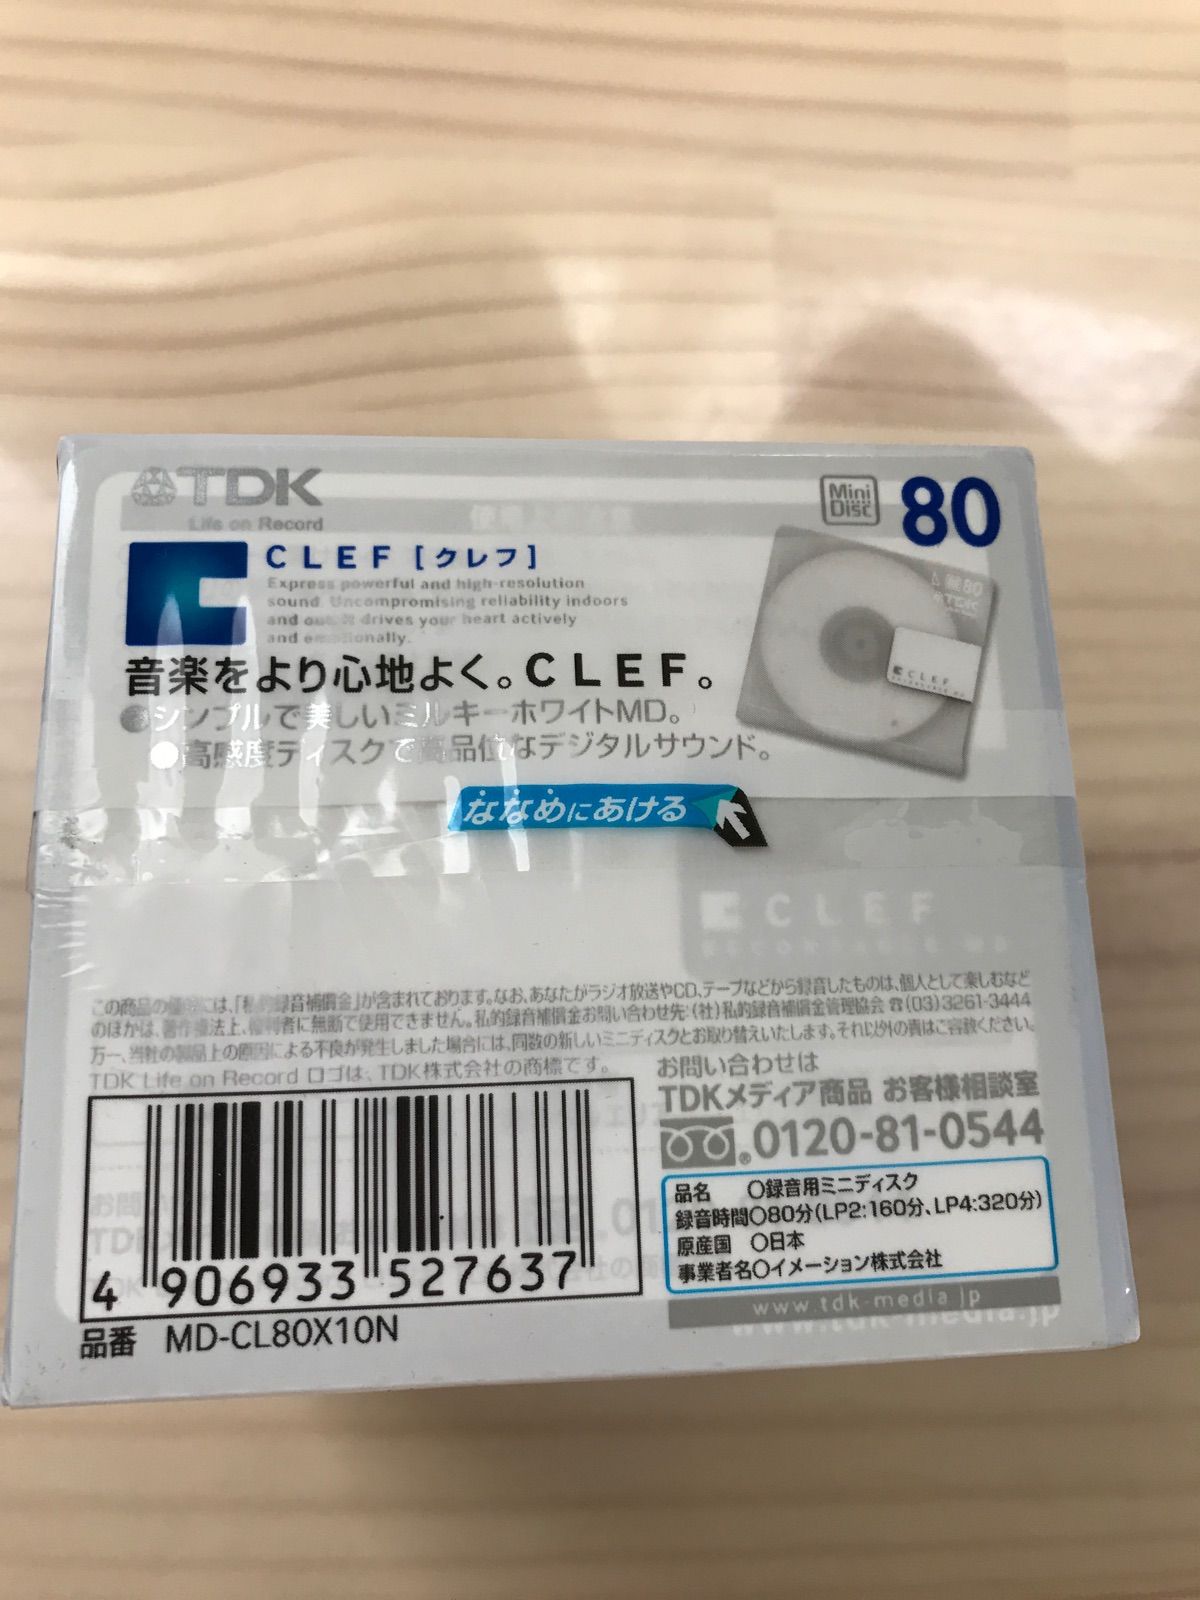 TDK
Life on Record
Mini Disc 80
CLEF [クレフ]
Express powerful and high-resolution
sound. Uncompromising reliability indoors
and out. It drives your heart actively
and emotionally.
音楽をより心地よく。CLEF。
●シンプルで美しいミルキーホワイトMD。
●高感度ディスクで高品位なデジタルサウンド。
80
TDK
CLEF
ななめにあける
CLEF
RECORDABLE MD
この商品の価格には、「私的録音補償金」が含まれております。なお、あなたがラジオ放送やCD、テープなどから録音したものは、個人として楽しむなど
のほかは、著作権法上、権利者に無断で使用できません。私的録音補償金お問い合わせ先:(社)私的録音補償金管理協会 ☎(03)3261-3444
万一、当社の製品上の原因による不良が発生しました場合には、同数の新しいミニディスクとお取り替えいたします。それ以外の責はご容赦ください。
TDK Life on Record ロゴは、TDK株式会社の商標です。
お問い合わせは
TDKメディア商品 お客様相談室
0120-81-0544
品名 ○録音用ミニディスク
録音時間○80分(LP2:160分、LP4:320分)
原産国 ○日本
事業者名○イメーション株式会社
www.tdk-media.jp
4 906933 527637
品番 MD-CL80X10N